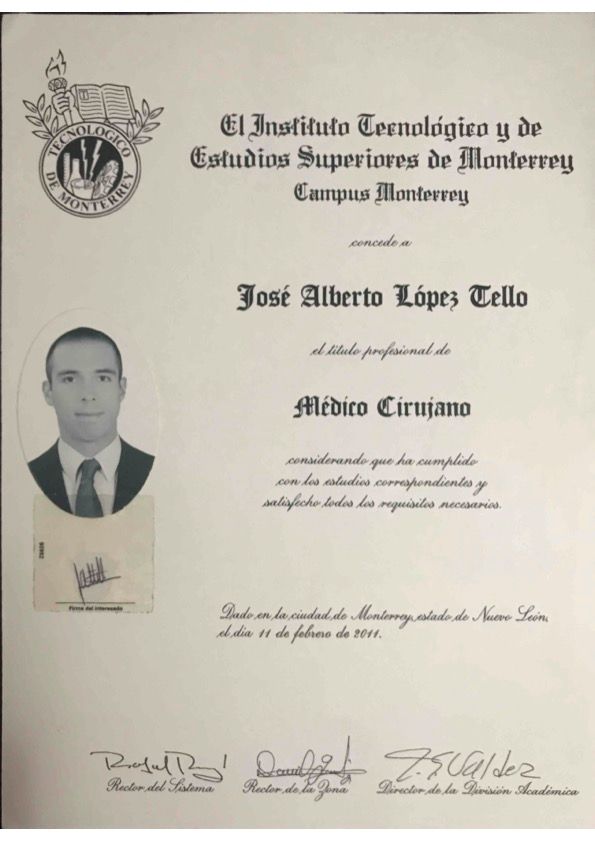 TECNOLOGICO
DE MONTERREY
El Instituto Tecnológico y de
Estudios Superiores de Monterrey
Campus Monterrey
concede a
José Alberto López Tello
el título profesional de
Médico Cirujano
considerando que ha cumplido
con los estudios correspondientes y
satisfecho todos los requisitos necesarios.
Firma del interesado
Dado en la ciudad de Monterrey, estado de Nuevo León,
el día 11 de febrero de 2011.
Rector del Sistema
Rector de la Zona
Director de la División Académica